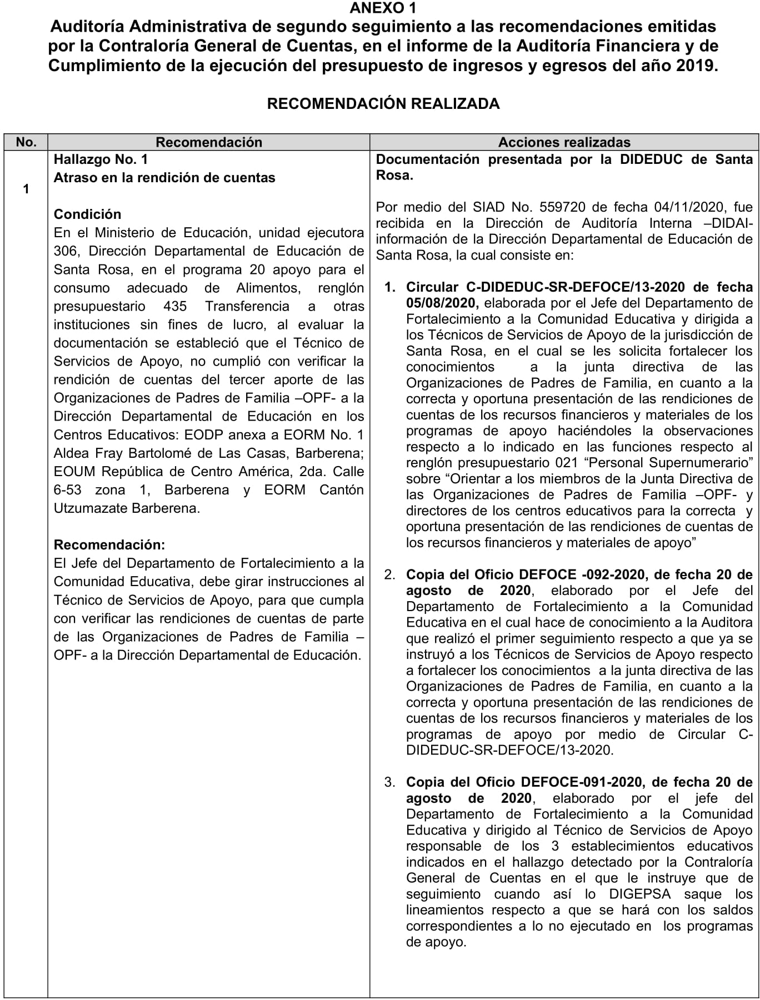 ANEXO 1
Auditoría Administrativa de segundo seguimiento a las recomendaciones emitidas
por la Contraloría General de Cuentas, en el informe de la Auditoría Financiera y de
Cumplimiento de la ejecución del presupuesto de ingresos y egresos del año 2019.
RECOMENDACIÓN REALIZADA
No.
Recomendación
Acciones realizadas
1
Hallazgo No. 1
Atraso en la rendición de cuentas
Condición
En el Ministerio de Educación, unidad ejecutora
306, Dirección Departamental de Educación de
Santa Rosa, en el programa 20 apoyo para el
consumo adecuado de Alimentos, renglón
presupuestario 435 Transferencia a otras
instituciones sin fines de lucro, al evaluar la
documentación se estableció que el Técnico de
Servicios de Apoyo, no cumplió con verificar la
rendición de cuentas del tercer aporte de las
Organizaciones de Padres de Familia –OPF- a la
Dirección Departamental de Educación en los
Centros Educativos: EODP anexa a EORM No. 1
Aldea Fray Bartolomé de Las Casas, Barberena;
EOUM República de Centro América, 2da. Calle
6-53 zona 1, Barberena y EORM Cantón
Utzumazate Barberena.
Recomendación:
El Jefe del Departamento de Fortalecimiento a la
Comunidad Educativa, debe girar instrucciones al
Técnico de Servicios de Apoyo, para que cumpla
con verificar las rendiciones de cuentas de parte
de las Organizaciones de Padres de Familia –
OPF- a la Dirección Departamental de Educación.
Documentación presentada por la DIDEDUC de Santa
Rosa.
Por medio del SIAD No. 559720 de fecha 04/11/2020, fue
recibida en la Dirección de Auditoría Interna –DIDAI-
información de la Dirección Departamental de Educación de
Santa Rosa, la cual consiste en:
1. Circular C-DIDEDUC-SR-DEFOCE/13-2020 de fecha
05/08/2020, elaborada por el Jefe del Departamento de
Fortalecimiento a la Comunidad Educativa y dirigida a
los Técnicos de Servicios de Apoyo de la jurisdicción de
Santa Rosa, en el cual se les solicita fortalecer los
conocimientos a la junta directiva de las
Organizaciones de Padres de Familia, en cuanto a la
correcta y oportuna presentación de las rendiciones de
cuentas de los recursos financieros y materiales de los
programas de apoyo haciéndoles la observaciones
respecto a lo indicado en las funciones respecto al
renglón presupuestario 021 “Personal Supernumerario”
sobre “Orientar a los miembros de la Junta Directiva de
las Organizaciones de Padres de Familia –OPF- y
directores de los centros educativos para la correcta y
oportuna presentación de las rendiciones de cuentas de
los recursos financieros y materiales de apoyo”
2. Copia del Oficio DEFOCE -092-2020, de fecha 20 de
agosto de 2020, elaborado por el Jefe del
Departamento de Fortalecimiento a la Comunidad
Educativa en el cual hace de conocimiento a la Auditora
que realizó el primer seguimiento respecto a que ya se
instruyó a los Técnicos de Servicios de Apoyo respecto
a fortalecer los conocimientos a la junta directiva de las
Organizaciones de Padres de Familia, en cuanto a la
correcta y oportuna presentación de las rendiciones de
cuentas de los recursos financieros y materiales de los
programas de apoyo por medio de Circular C-
DIDEDUC-SR-DEFOCE/13-2020.
3. Copia del Oficio DEFOCE-091-2020, de fecha 20 de
agosto de 2020, elaborado por el jefe del
Departamento de Fortalecimiento a la Comunidad
Educativa y dirigido al Técnico de Servicios de Apoyo
responsable de los 3 establecimientos educativos
indicados en el hallazgo detectado por la Contraloría
General de Cuentas en el que le instruye que de
seguimiento cuando así lo DIGEPSA saque los
lineamientos respecto a que se hará con los saldos
correspondientes a lo no ejecutado en los programas
de apoyo.